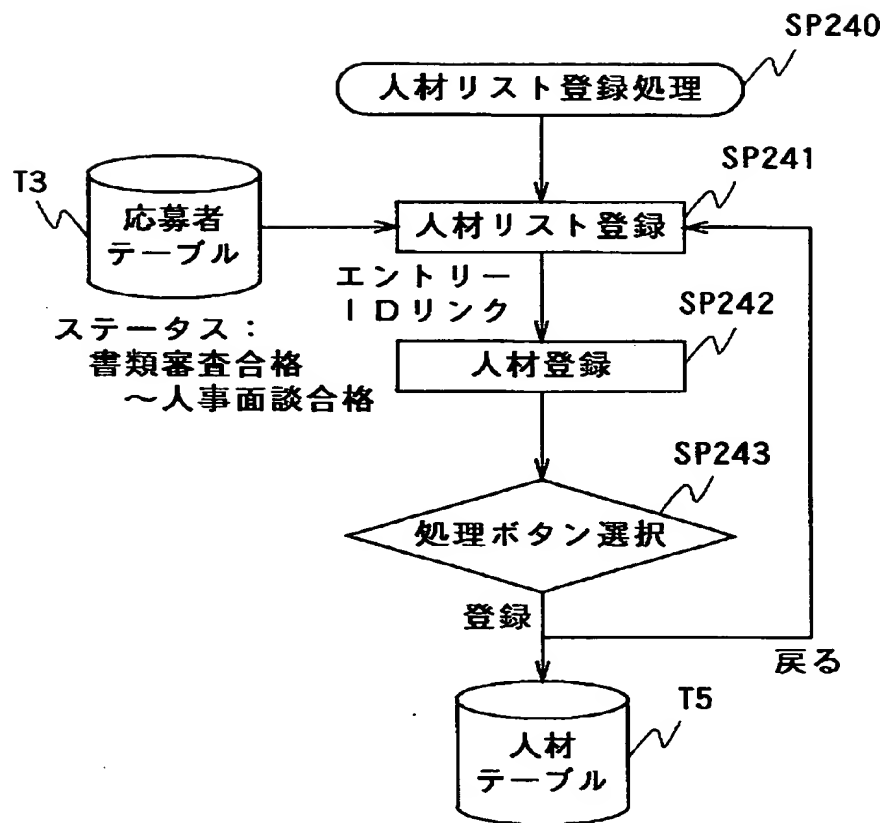 SP240
人材リスト登録処理
SP241
T3
応募者
テーブル
人材リスト登録
エントリー
IDリンク
ステータス:
書類審査合格
~人事面談合格
SP242
人材登録
SP243
処理ボタン選択
登録
戻る
T5
人材
テーブル